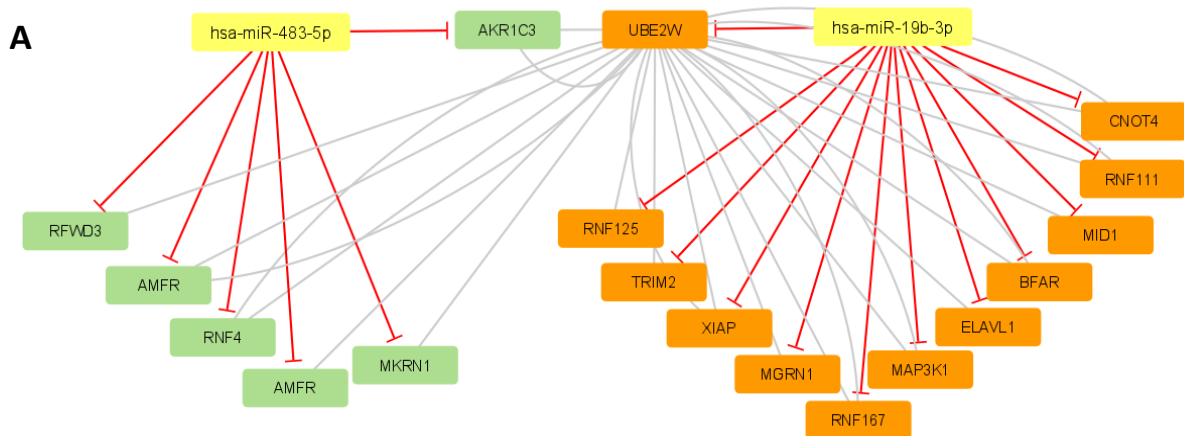 A
hsa-miR-483-5p
AKR1C3
UBE2W
hsa-miR-19b-3p
CNOT4
RNF111
RFWD3
RNF125
MID1
AMFR
TRIM2
BFAR
RNF4
XIAP
ELAVL1
MKRN1
MGRN1
MAP3K1
AMFR
RNF167